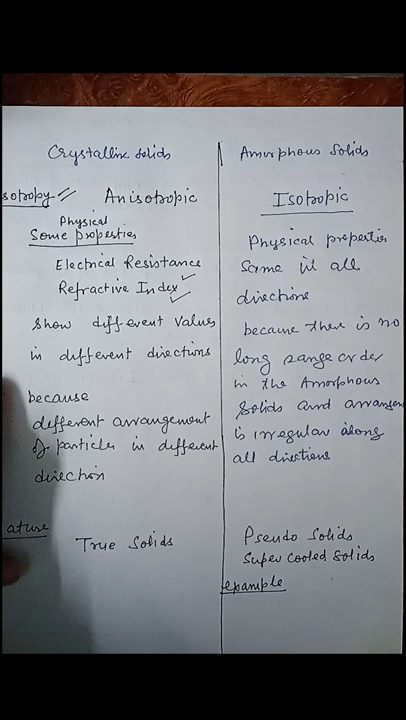 Crystalline Solids
Amorphous Solids
sotropy
Anisotropic
Physical
Some properties
Electrical Resistance
Refractive Index
Show different Values
in different directions
because
different arrangement
of particles in different
direction
Isotropic
Physical properties
Same in all
directions
because there is no
long range order
in the Amorphous
Solids and arrangem
is irregular along
all directions
ature
True Solids
Pseudo Solids
Super Cooled Solids
example